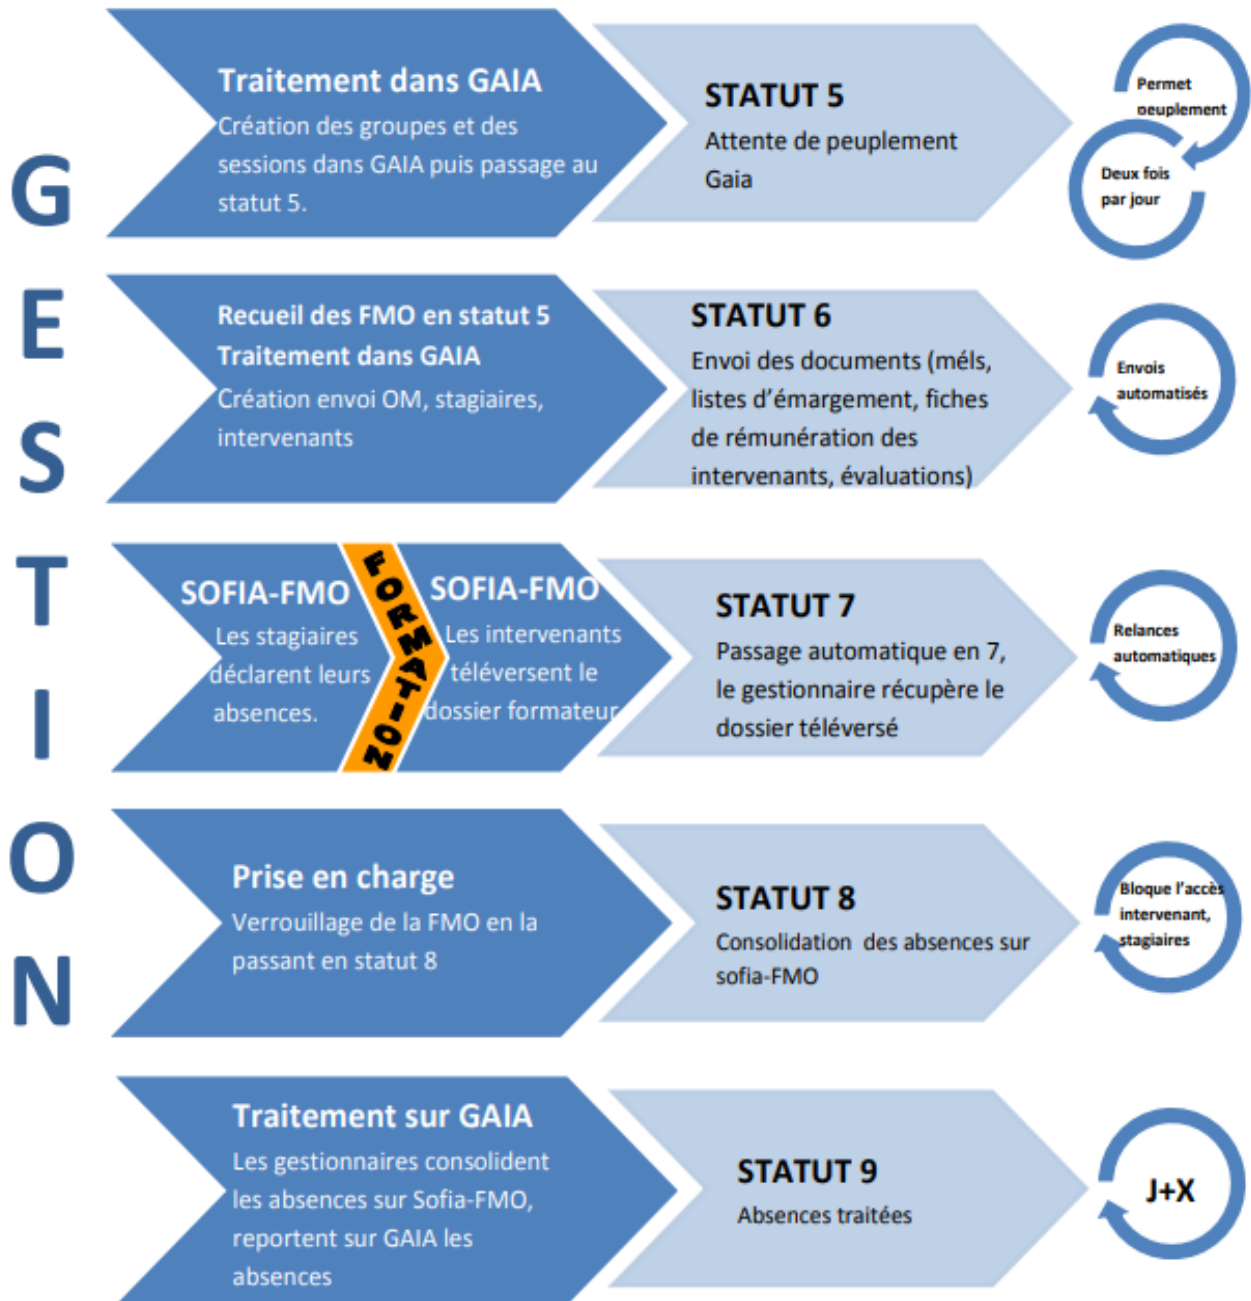 GESTION
Traitement dans GAIA
Création des groupes et des
sessions dans GAIA puis passage au
statut 5.
STATUT 5
Attente de peuplement
Gaia
Permet
peuplement
Deux fois
par jour
Recueil des FMO en statut 5
Traitement dans GAIA
Création envoi OM, stagiaires,
intervenants
STATUT 6
Envoi des documents (méls,
listes d'émargement, fiches
de rémunération des
intervenants, évaluations)
Envois
automatisés
SOFIA-FMO
Les stagiaires
déclarent leurs
absences.
FORMATION
SOFIA-FMO
Les intervenants
téléversent le
dossier formateur
STATUT 7
Passage automatique en 7,
le gestionnaire récupère le
dossier téléversé
Relances
automatiques
Prise en charge
Verrouillage de la FMO en la
passant en statut 8
STATUT 8
Consolidation des absences sur
sofia-FMO
Bloque l'accès
intervenant,
stagiaires
Traitement sur GAIA
Les gestionnaires consolident
les absences sur Sofia-FMO,
reportent sur GAIA les
absences
STATUT 9
Absences traitées
J+X